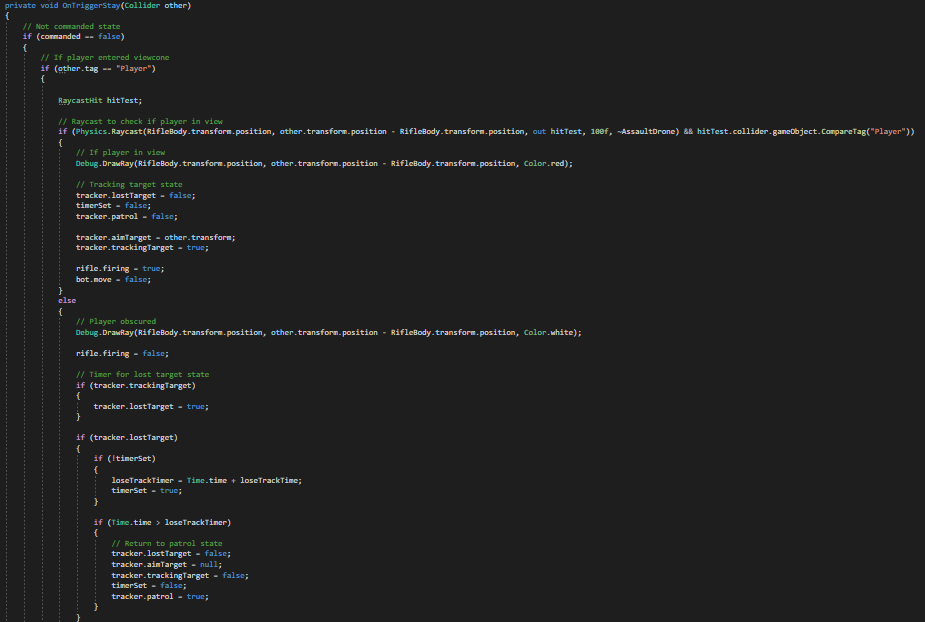 private void OnTriggerStay(Collider other)
{
// Not commanded state
if (commanded == false)
{
// If player entered viewcone
if (other.tag == "Player")
{
RaycastHit hitTest;
// Raycast to check if player in view
if (Physics.Raycast(RifleBody.transform.position, other.transform.position - RifleBody.transform.position, out hitTest, 100f, ~AssaultDrone) && hitTest.collider.gameObject.CompareTag("Player"))
{
// If player in view
Debug.DrawRay(RifleBody.transform.position, other.transform.position - RifleBody.transform.position, Color.red);
// Tracking target state
tracker.lostTarget = false;
timerSet = false;
tracker.patrol = false;
tracker.aimTarget = other.transform;
tracker.trackingTarget = true;
rifle.firing = true;
bot.move = false;
}
else
{
// Player obscured
Debug.DrawRay(RifleBody.transform.position, other.transform.position - RifleBody.transform.position, Color.white);
rifle.firing = false;
// Timer for lost target state
if (tracker.trackingTarget)
{
tracker.lostTarget = true;
}
if (tracker.lostTarget)
{
if (!timerSet)
{
loseTrackTimer = Time.time + loseTrackTime;
timerSet = true;
}
if (Time.time > loseTrackTimer)
{
// Return to patrol state
tracker.lostTarget = false;
tracker.aimTarget = null;
tracker.trackingTarget = false;
timerSet = false;
tracker.patrol = true;
}
}